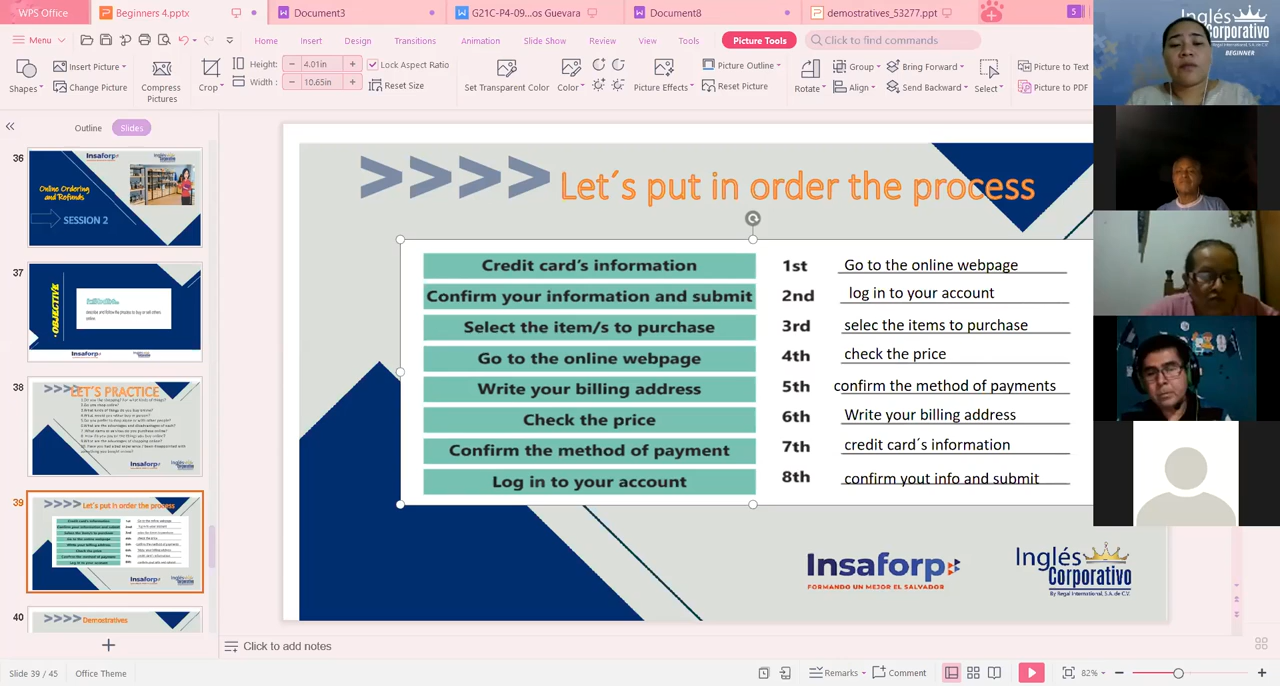 WPS Office
Beginners 4.pptx
Document3
G21C-P4-09...os Guevara
Document8
demostratives_53277.ppt
S
Menu
Home
Insert
Design
Transitions
Animation
Slide Show
Review
View
Tools
Picture Tools
Click to find commands
Shapes
Insert Picture
Change Picture
Compress Pictures
Crop
Height:
4.01in
Width:
10.65in
Lock Aspect Ratio
Reset Size
Set Transparent Color
Color
Picture Effects
Picture Outline
Reset Picture
Rotate
Group
Align
Bring Forward
Send Backward
Select
Picture to Text
Picture to PDF
Outline
Slides
36
Online Ordering
and Refunds
SESSION 2
Insaforp
37
OBJECTIVE
Insaforp
38
LET'S PRACTICE
Insaforp
39
Let´s put in order the process
Insaforp
40
Demostratives
>>>> Let´s put in order the process
Credit card's information
Confirm your information and submit
Select the item/s to purchase
Go to the online webpage
Write your billing address
Check the price
Confirm the method of payment
Log in to your account
1st Go to the online webpage
2nd log in to your account
3rd selec the items to purchase
4th check the price
5th confirm the method of payments
6th Write your billing address
7th credit card´s information
8th confirm yout info and submit
Insaforp
FORMANDO UN MEJOR EL SALVADOR
Inglés
Corporativo
By Regal International, S.A. de C.V.
Click to add notes
Slide 39 / 45
Office Theme
Remarks
Comment
82%
Inglés
Corporativo
BEGINNER